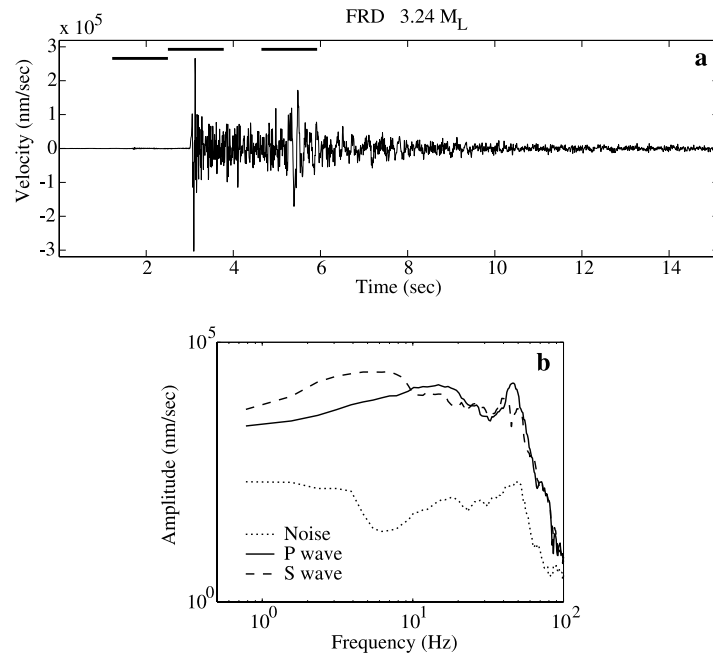 FRD 3.24 M_L
x 10^5
a
3
2
1
0
-1
-2
-3
Velocity (nm/sec)
2 4 6 8 10 12 14
Time (sec)
b
10^5
10^0
Amplitude (nm/sec)
Noise
P wave
S wave
10^0 10^1 10^2
Frequency (Hz)